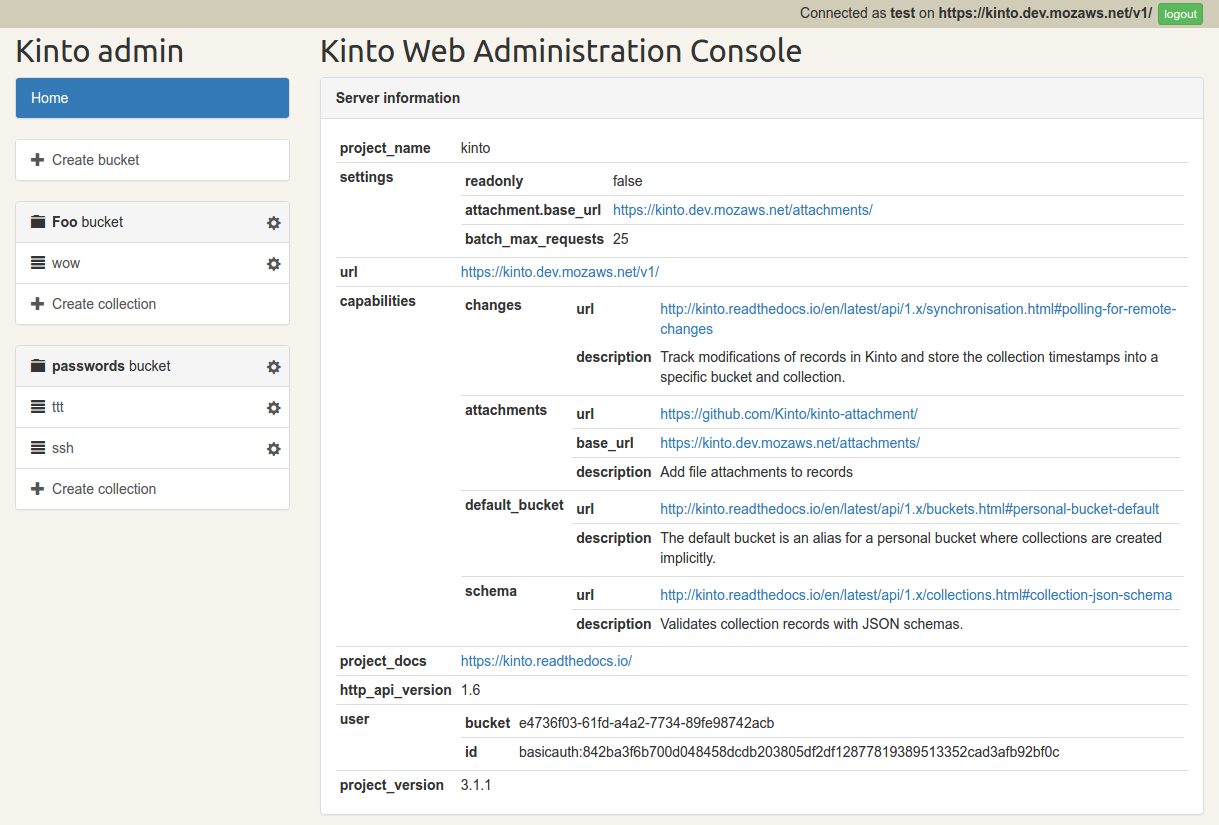 Connected as test on https://kinto.dev.mozaws.net/v1/ logout
Kinto admin
Home
Create bucket
Foo bucket
wow
Create collection
passwords bucket
ttt
ssh
Create collection
Kinto Web Administration Console
Server information
project_name kinto
settings
readonly false
attachment.base_url https://kinto.dev.mozaws.net/attachments/
batch_max_requests 25
url https://kinto.dev.mozaws.net/v1/
capabilities
changes
url http://kinto.readthedocs.io/en/latest/api/1.x/synchronisation.html#polling-for-remote-
changes
description Track modifications of records in Kinto and store the collection timestamps into a
specific bucket and collection.
attachments
url https://github.com/Kinto/kinto-attachment/
base_url https://kinto.dev.mozaws.net/attachments/
description Add file attachments to records
default_bucket
url http://kinto.readthedocs.io/en/latest/api/1.x/buckets.html#personal-bucket-default
description The default bucket is an alias for a personal bucket where collections are created
implicitly.
schema
url http://kinto.readthedocs.io/en/latest/api/1.x/collections.html#collection-json-schema
description Validates collection records with JSON schemas.
project_docs https://kinto.readthedocs.io/
http_api_version 1.6
user
bucket e4736f03-61fd-a4a2-7734-89fe98742acb
id basicauth:842ba3f6b700d048458dcdb203805df2df12877819389513352cad3afb92bf0c
project_version 3.1.1